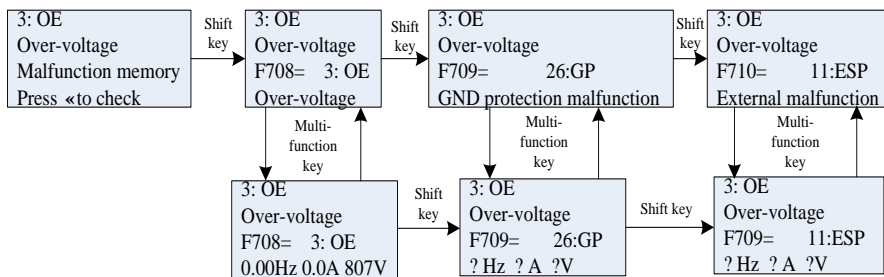 3: OE
Over-voltage
Malfunction memory
Press «to check
Shift
key
3: OE
Over-voltage
F708= 3: OE
Over-voltage
Shift
key
3: OE
Over-voltage
F709= 26:GP
GND protection malfunction
Shift
key
3: OE
Over-voltage
F710= 11:ESP
External malfunction
Multi-
function
key
Multi-
function
key
Multi-
function
key
3: OE
Over-voltage
F708= 3: OE
0.00Hz 0.0A 807V
Shift
key
3: OE
Over-voltage
F709= 26:GP
? Hz ? A ?V
Shift key
3: OE
Over-voltage
F709= 11:ESP
? Hz ? A ?V